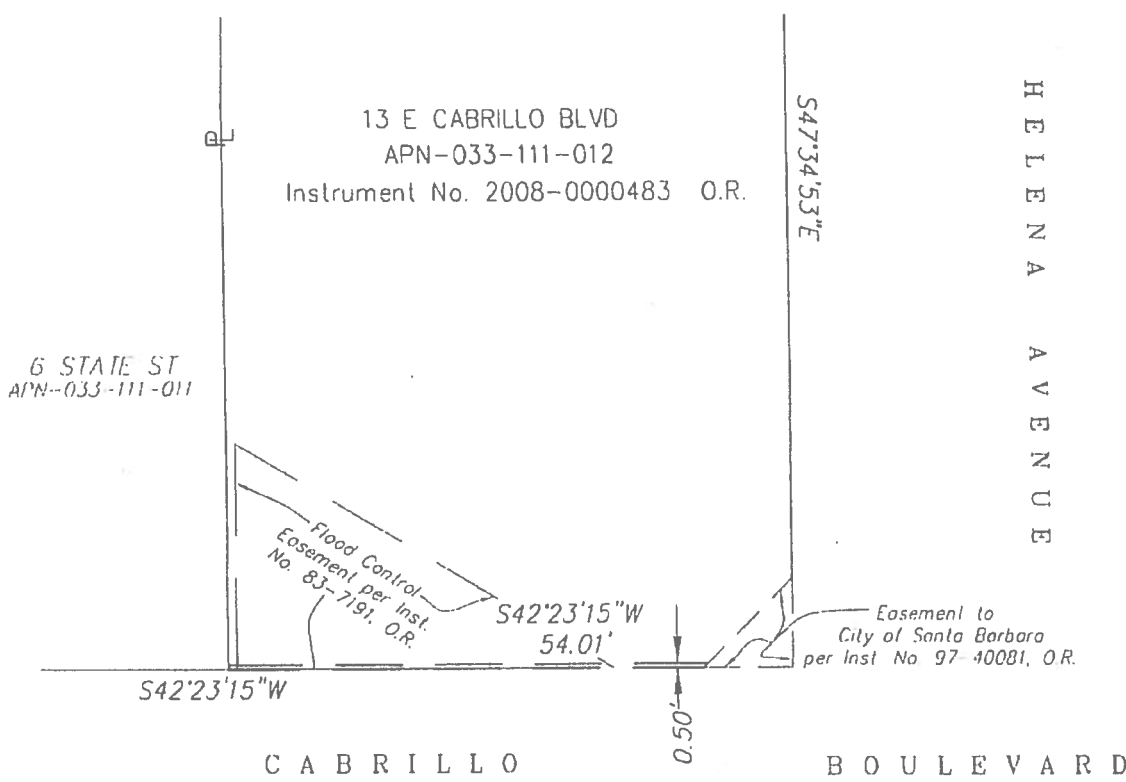 13 E CABRILLO BLVD
APN-033-111-012
Instrument No. 2008-0000483 O.R.
PL
S47°34'53"E
HELENA AVENUE
6 STATE ST
APN-033-111-011
Flood Control
Easement per Inst.
No. 83-7191, O.R.
S42°23'15"W
54.01'
Easement to
City of Santa Barbara
per Inst No 97-40081, O.R.
S42°23'15"W
0.50'
CABRILLO BOULEVARD